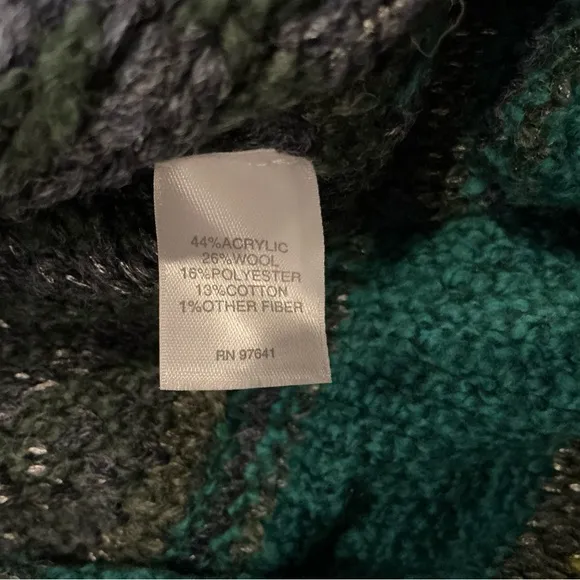 44%ACRYLIC
26%WOOL
16%POLYESTER
13%COTTON
1%OTHER FIBER
RN 97641